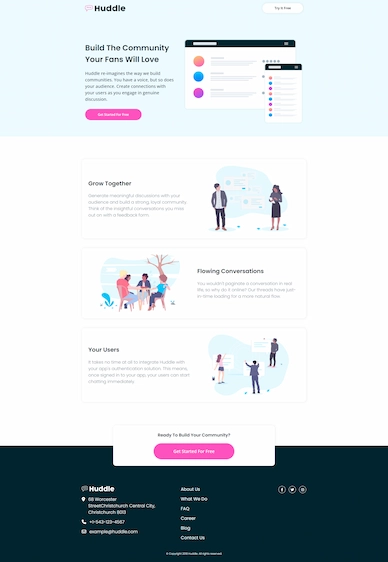 Huddle
Try It Free
Build The Community
Your Fans Will Love
Huddle re-imagines the way we build
communities. You have a voice, but so does
your audience. Create connections with
your users as you engage in genuine
discussion.
Get Started For Free
Grow Together
Generate meaningful discussions with your
audience and build a strong, loyal community.
Think of the insightful conversations you miss
out on with a feedback form.
Flowing Conversations
You wouldn't paginate a conversation in real
life, so why do it online? Our threads have just-
in-time loading for a more natural flow.
Your Users
It takes no time at all to integrate Huddle with
your app's authentication solution. This means,
once signed in to your app, your users can start
chatting immediately.
Ready To Build Your Community?
Get Started For Free
Huddle
68 Worcester
StreetChristchurch Central City,
Christchurch 8013
+1-543-123-4567
example@huddle.com
About Us
What We Do
FAQ
Career
Blog
Contact Us
© Copyright 2018 Huddle. All rights reserved.